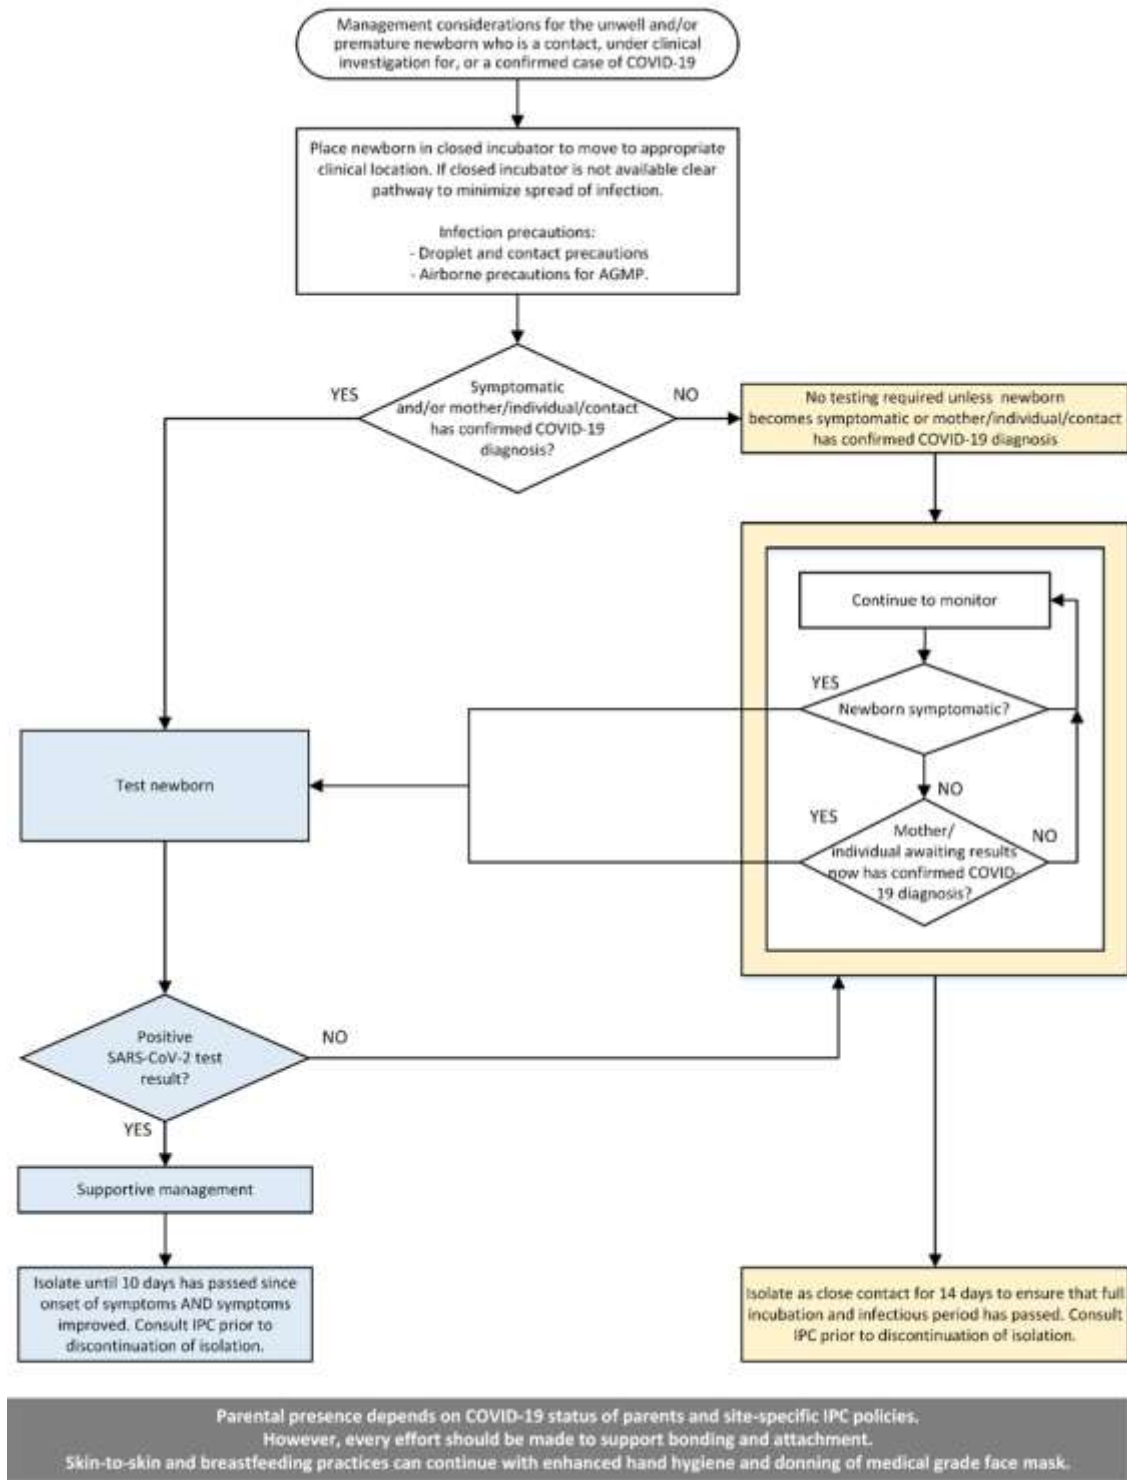 Management considerations for the unwell and/or
premature newborn who is a contact, under clinical
investigation for, or a confirmed case of COVID-19
Place newborn in closed incubator to move to appropriate
clinical location. If closed incubator is not available clear
pathway to minimize spread of infection.
Infection precautions:
- Droplet and contact precautions
- Airborne precautions for AGMP.
YES
Symptomatic
and/or mother/individual/contact
has confirmed COVID-19
diagnosis?
NO
No testing required unless newborn
becomes symptomatic or mother/individual/contact
has confirmed COVID-19 diagnosis
Continue to monitor
YES
Newborn symptomatic?
NO
YES
Mother/
individual awaiting results
now has confirmed COVID-
19 diagnosis?
NO
Test newborn
Positive
SARS-CoV-2 test
result?
NO
YES
Supportive management
Isolate until 10 days has passed since
onset of symptoms AND symptoms
improved. Consult IPC prior to
discontinuation of isolation.
Isolate as close contact for 14 days to ensure that full
incubation and infectious period has passed. Consult
IPC prior to discontinuation of isolation.
Parental presence depends on COVID-19 status of parents and site-specific IPC policies.
However, every effort should be made to support bonding and attachment.
Skin-to-skin and breastfeeding practices can continue with enhanced hand hygiene and donning of medical grade face mask.